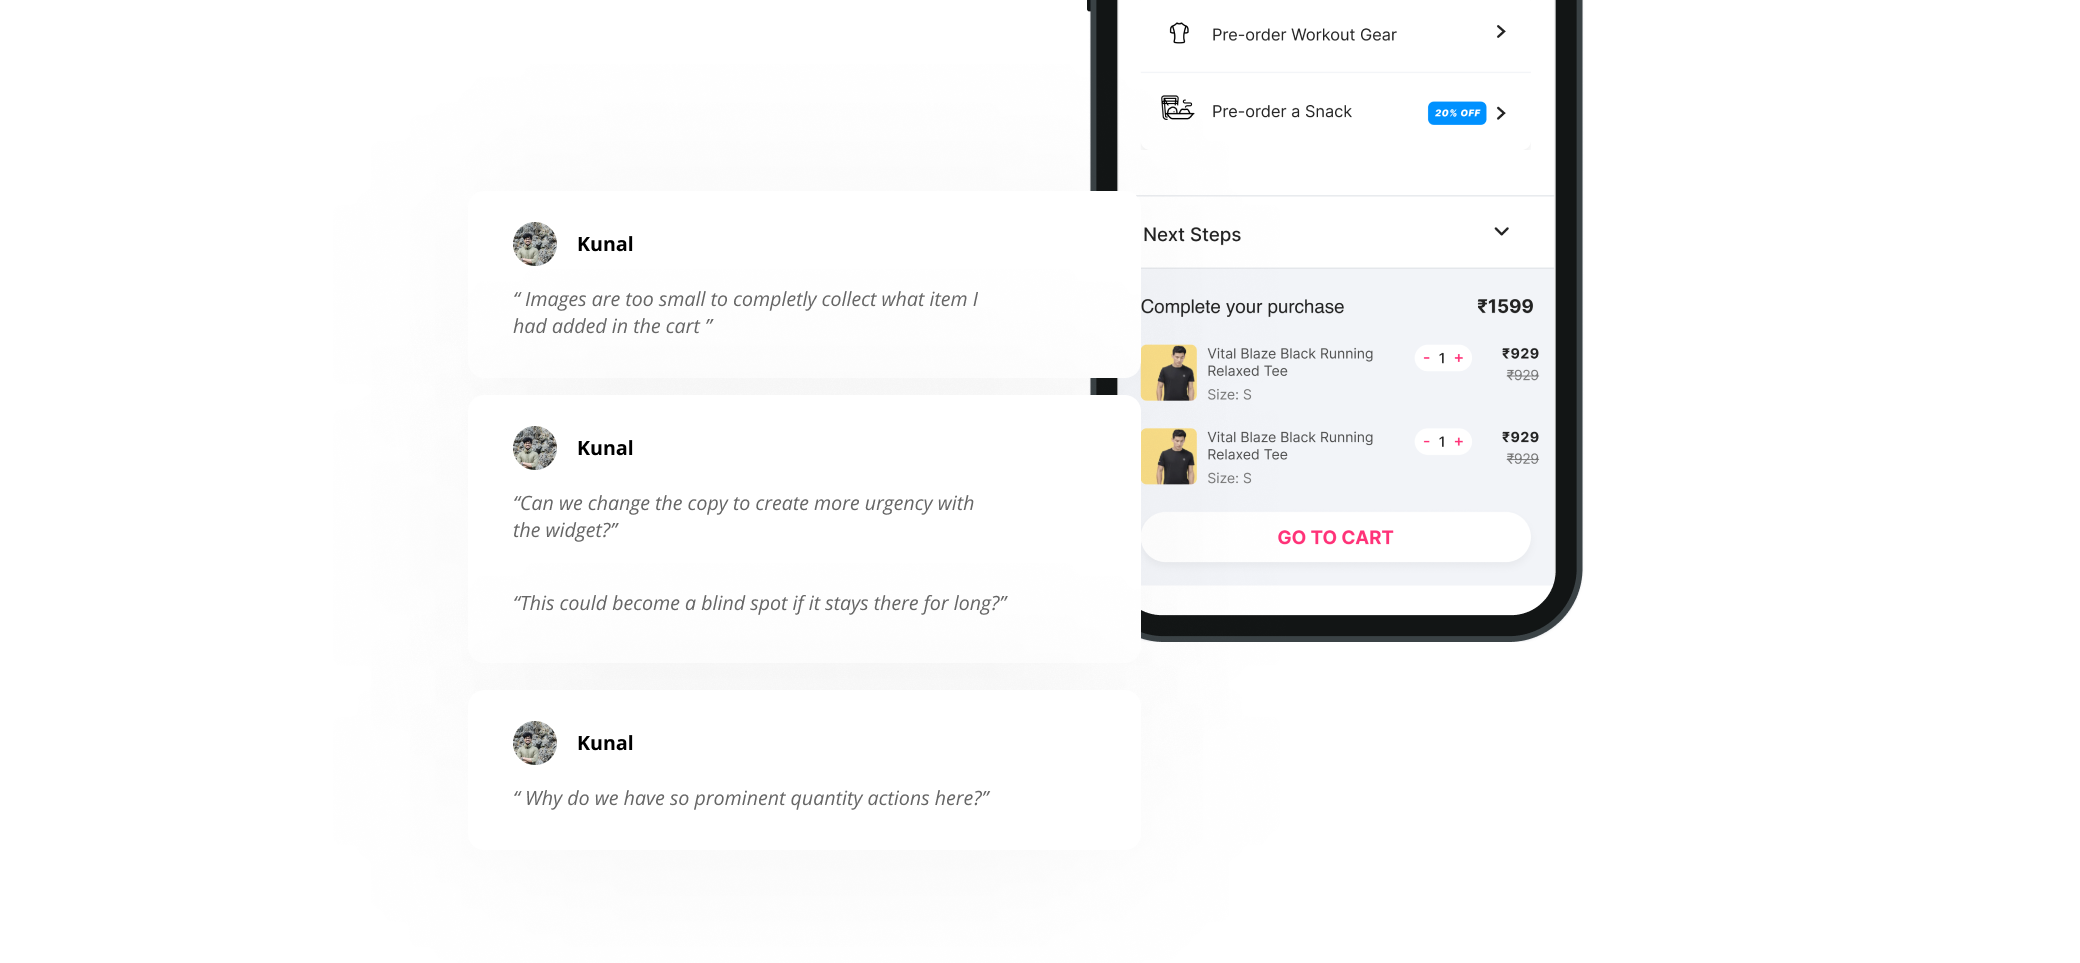 Pre-order Workout Gear
Pre-order a Snack
20% OFF
Next Steps
Complete your purchase
₹1599
Vital Blaze Black Running
Relaxed Tee
Size: S
- 1 +
₹929
₹929
Vital Blaze Black Running
Relaxed Tee
Size: S
- 1 +
₹929
₹929
GO TO CART
Kunal
“ Images are too small to completly collect what item I
had added in the cart ”
Kunal
“Can we change the copy to create more urgency with
the widget?”
“This could become a blind spot if it stays there for long?”
Kunal
“ Why do we have so prominent quantity actions here?”